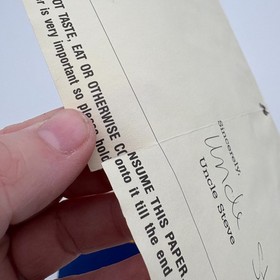 OT TASTE, EAT OR OTHERWISE CONSUME THIS PAPER
is very important so please hold onto it till the end
Sincerely,
Uncle
Uncle Steve